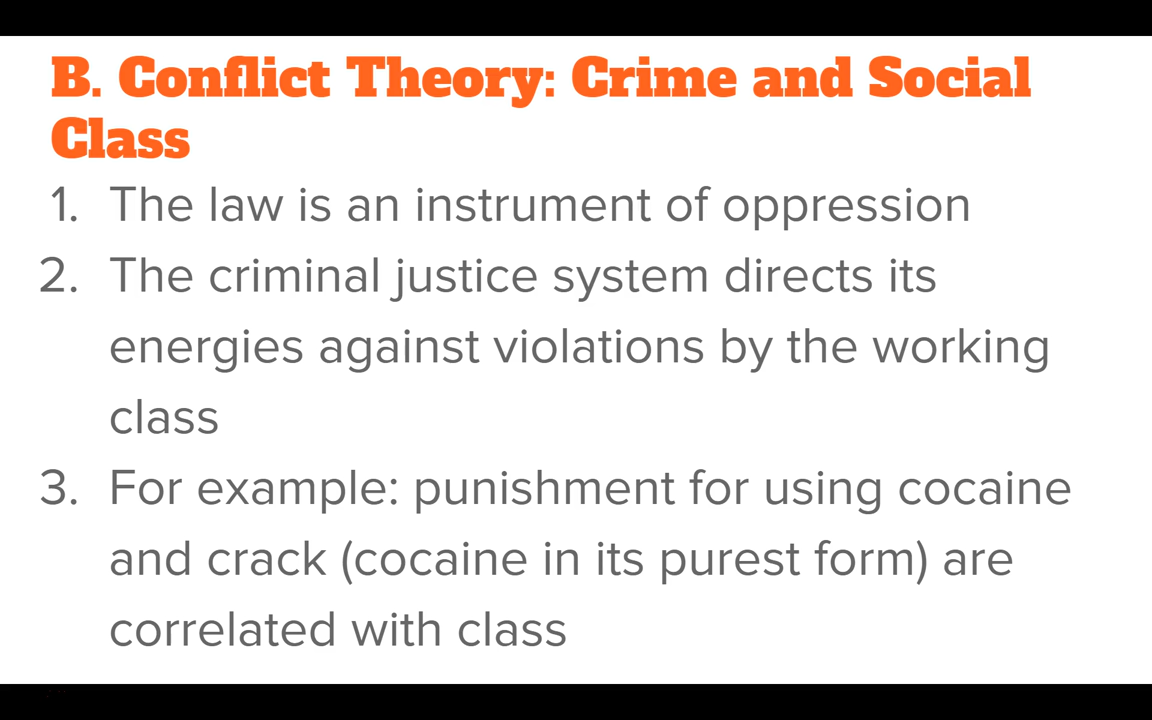 B. Conflict Theory: Crime and Social
Class
1. The law is an instrument of oppression
2. The criminal justice system directs its
energies against violations by the working
class
3. For example: punishment for using cocaine
and crack (cocaine in its purest form) are
correlated with class